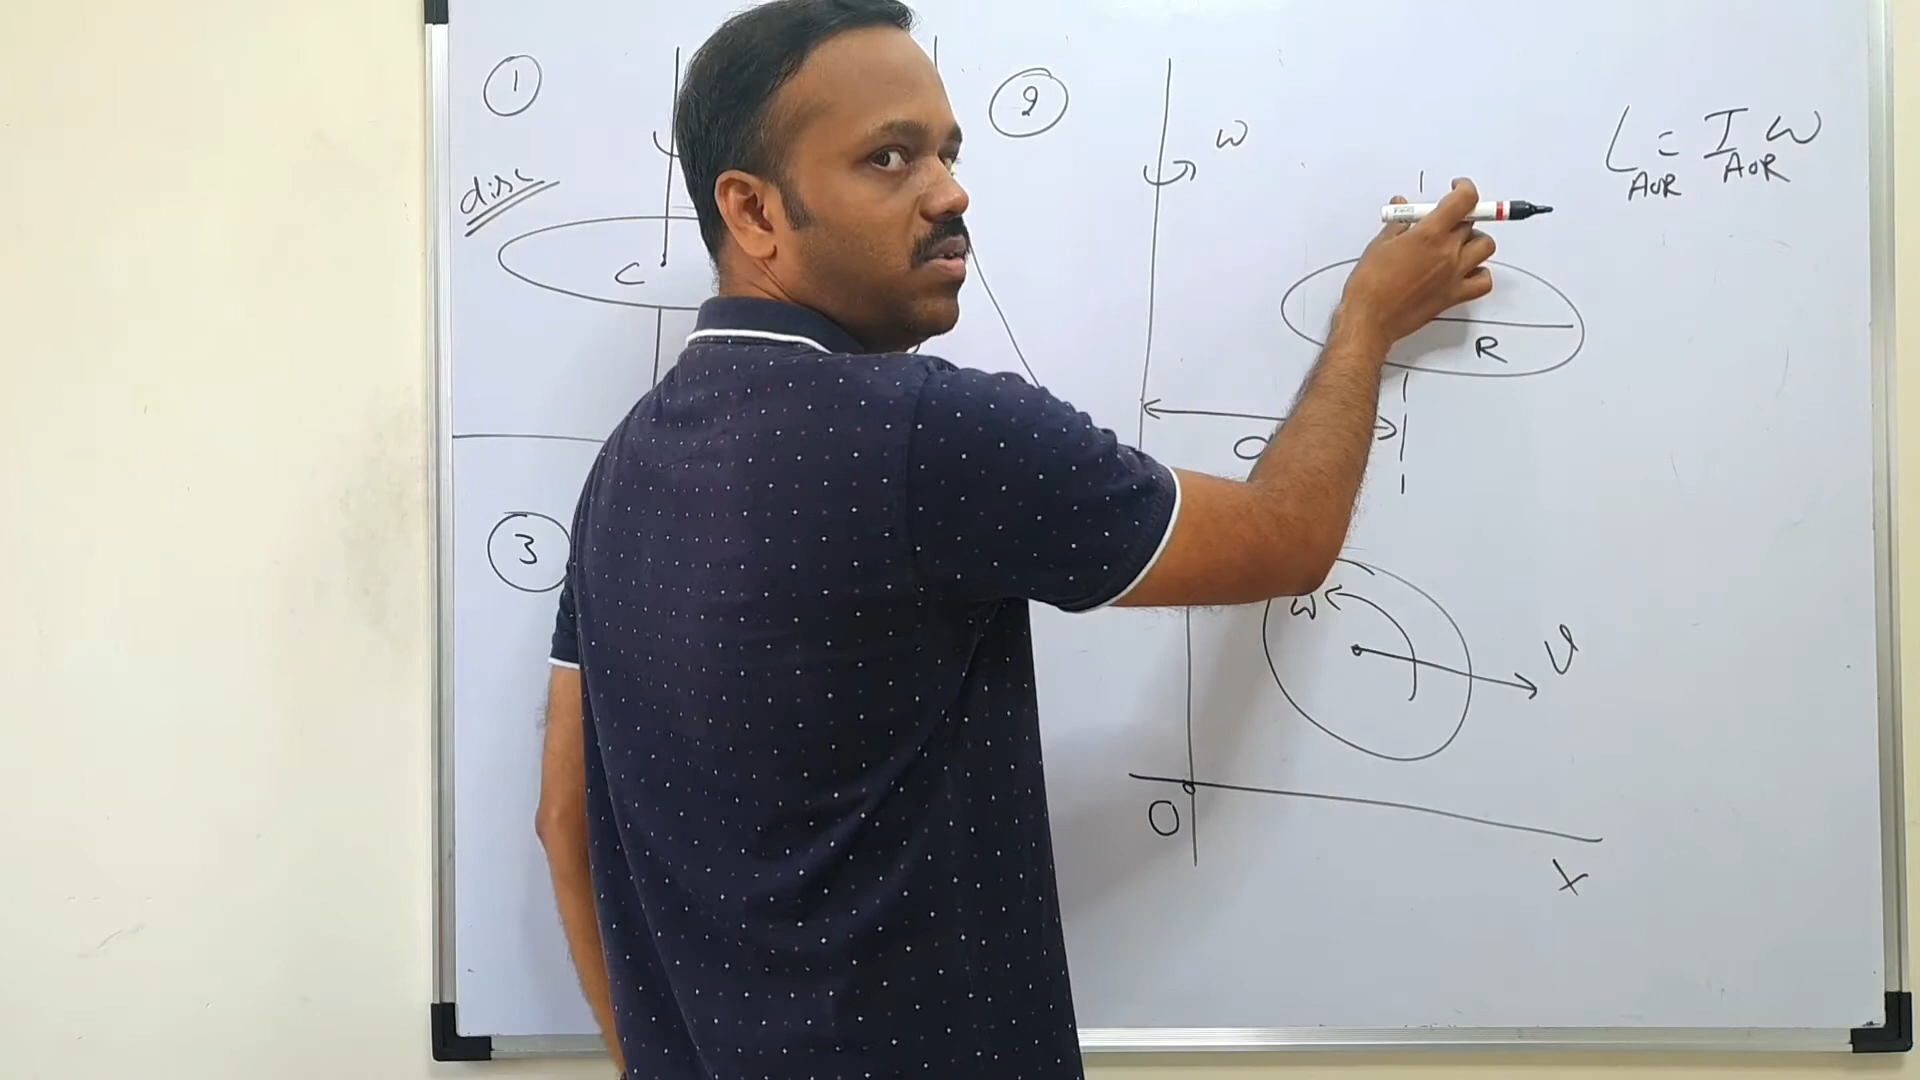 1
disc
C
2
ω
L = I ω
AOR AOR
R
3
ω
v
O
X